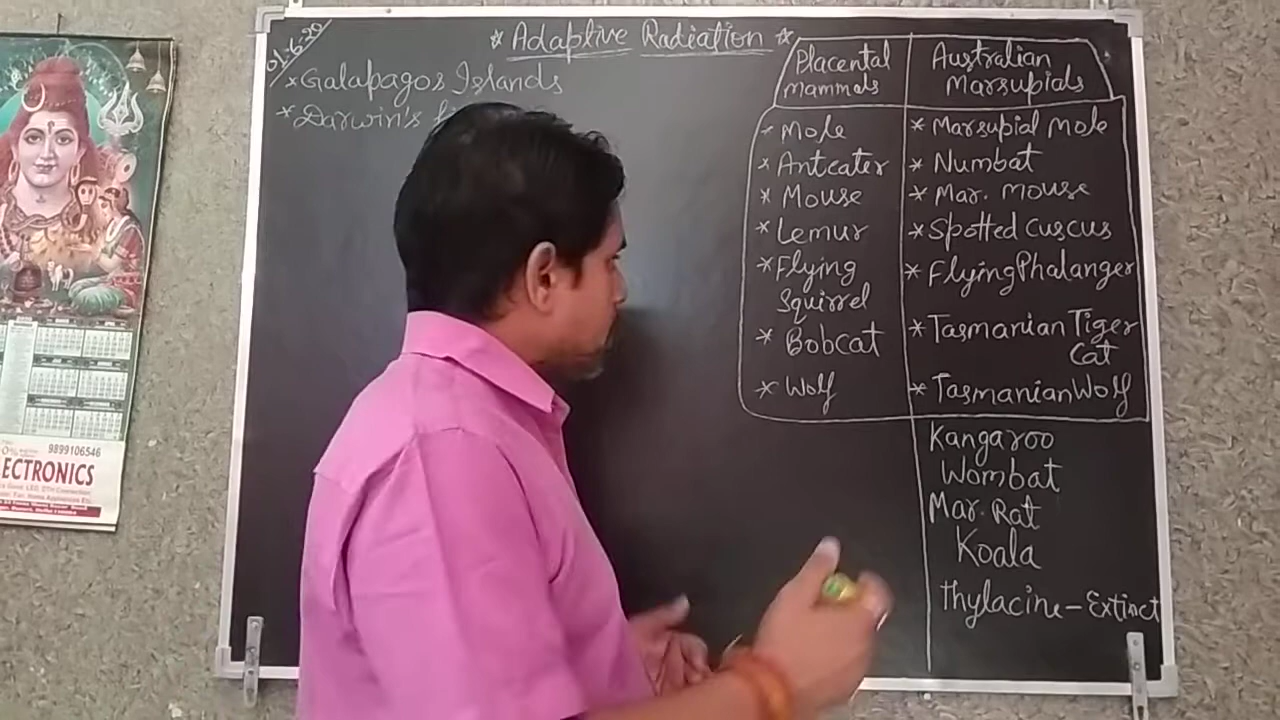 01-6-20
* Adaptive Radiation *
* Galapagos Islands
* Darwin's
Placental Mammals
Australian Marsupials
* Mole
* Marsupial Mole
* Anteater
* Numbat
* Mouse
* Mar. Mouse
* Lemur
* Spotted Cuscus
* Flying Squirrel
* Flying Phalanger
* Bobcat
* Tasmanian Tiger Cat
* Wolf
* Tasmanian Wolf
Kangaroo
Wombat
Mar. Rat
Koala
Thylacine - Extinct
9899106546
ECTRONICS